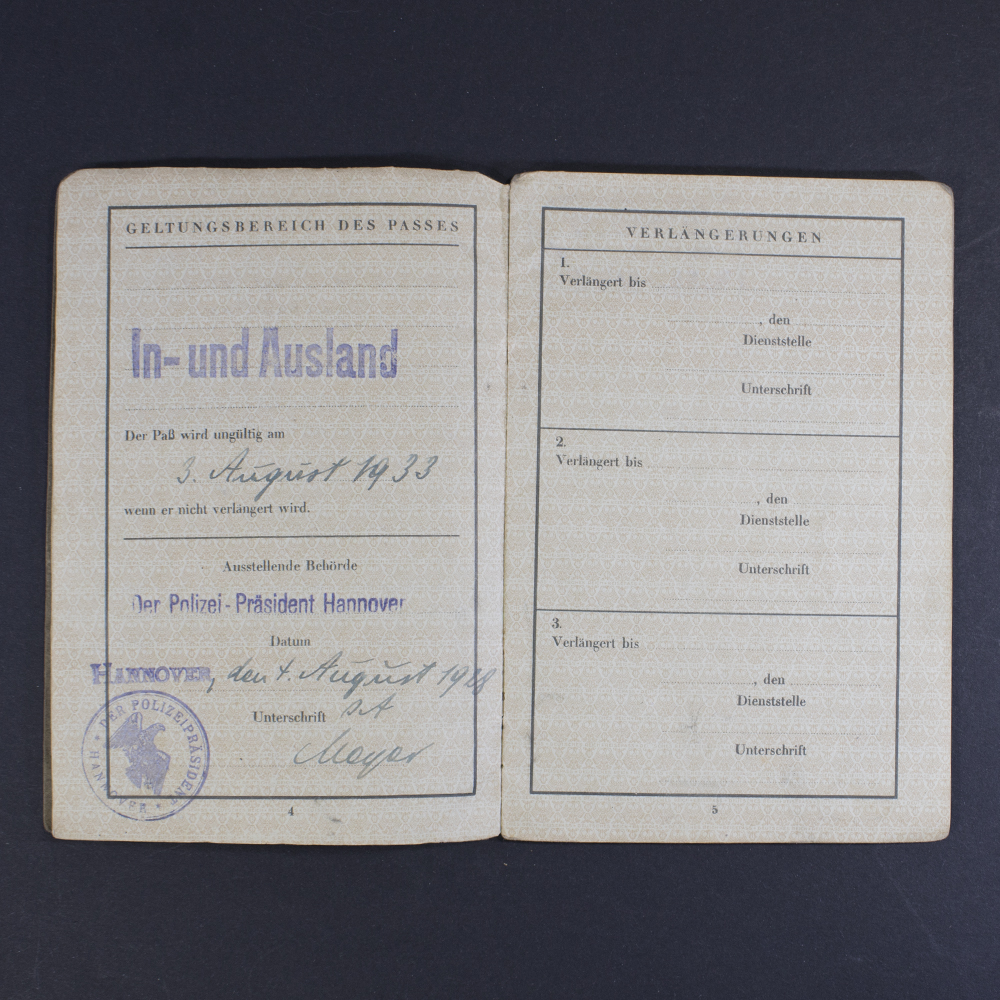 GELTUNGSBEREICH DES PASSES
In- und Ausland
Der Paß wird ungültig am
3. August 1933
wenn er nicht verlängert wird.
Ausstellende Behörde
Der Polizei-Präsident Hannover
Datum
HANNOVER, den 4. August 1928
Unterschrift
DER POLIZEIPRÄSIDENT
* HANNOVER *
4
VERLÄNGERUNGEN
1.
Verlängert bis
, den
Dienststelle
Unterschrift
2.
Verlängert bis
, den
Dienststelle
Unterschrift
3.
Verlängert bis
, den
Dienststelle
Unterschrift
5